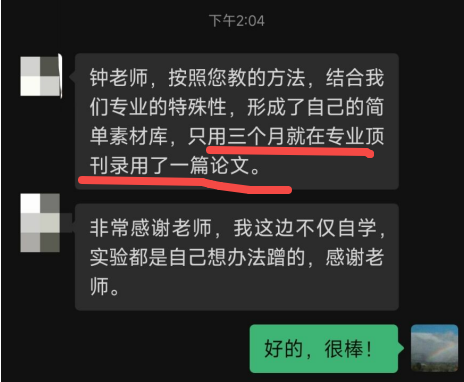 下午2:04
钟老师，按照您教的方法，结合我
们专业的特殊性，形成了自己的简
单素材库，只用三个月就在专业顶
刊录用了一篇论文。
非常感谢老师，我这边不仅自学，
实验都是自己想办法蹭的，感谢老
师。
好的，很棒！